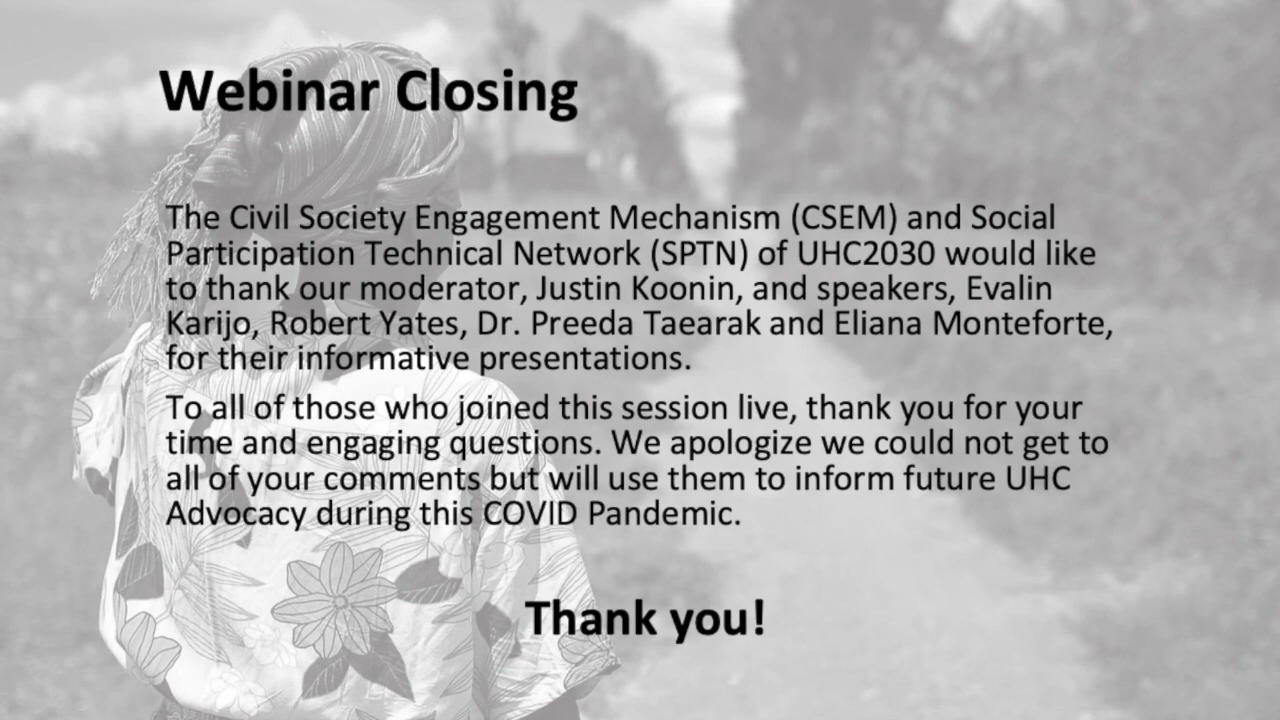 Webinar Closing
The Civil Society Engagement Mechanism (CSEM) and Social
Participation Technical Network (SPTN) of UHC2030 would like
to thank our moderator, Justin Koonin, and speakers, Evalin
Karijo, Robert Yates, Dr. Preeda Taearak and Eliana Monteforte,
for their informative presentations.
To all of those who joined this session live, thank you for your
time and engaging questions. We apologize we could not get to
all of your comments but will use them to inform future UHC
Advocacy during this COVID Pandemic.
Thank you!